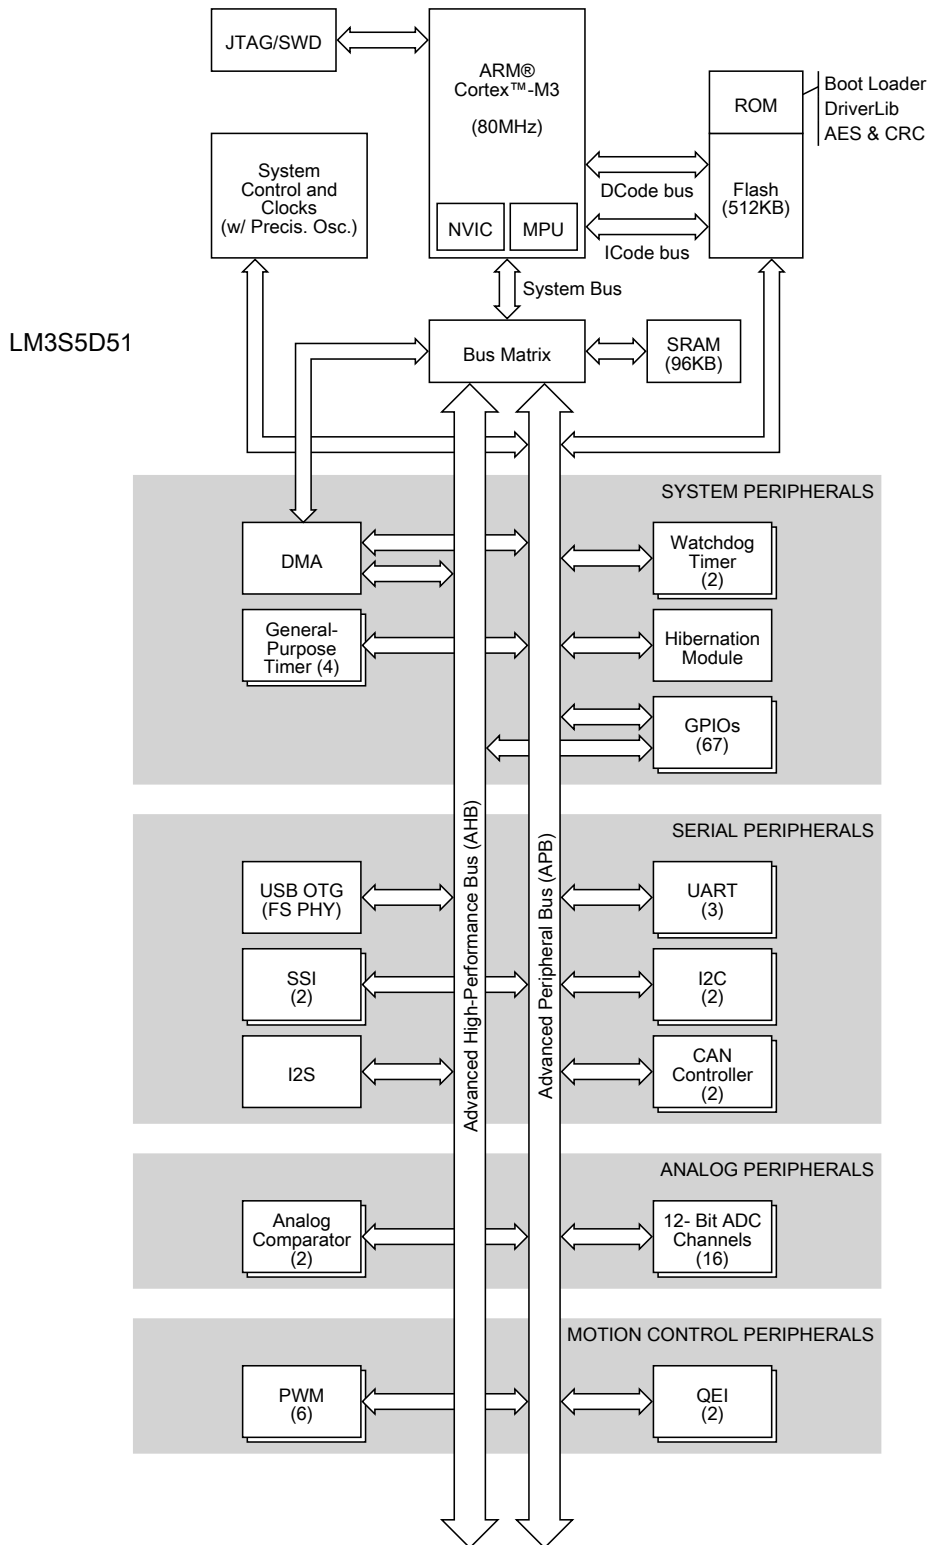 JTAG/SWD
ARM®
Cortex™-M3
(80MHz)
NVIC
MPU
ROM
Boot Loader
DriverLib
AES & CRC
Flash
(512KB)
DCode bus
ICode bus
System
Control and
Clocks
(w/ Precis. Osc.)
System Bus
LM3S5D51
Bus Matrix
SRAM
(96KB)
SYSTEM PERIPHERALS
DMA
Watchdog
Timer
(2)
General-
Purpose
Timer (4)
Hibernation
Module
GPIOs
(67)
Advanced High-Performance Bus (AHB)
Advanced Peripheral Bus (APB)
SERIAL PERIPHERALS
USB OTG
(FS PHY)
UART
(3)
SSI
(2)
I2C
(2)
I2S
CAN
Controller
(2)
ANALOG PERIPHERALS
Analog
Comparator
(2)
12- Bit ADC
Channels
(16)
MOTION CONTROL PERIPHERALS
PWM
(6)
QEI
(2)